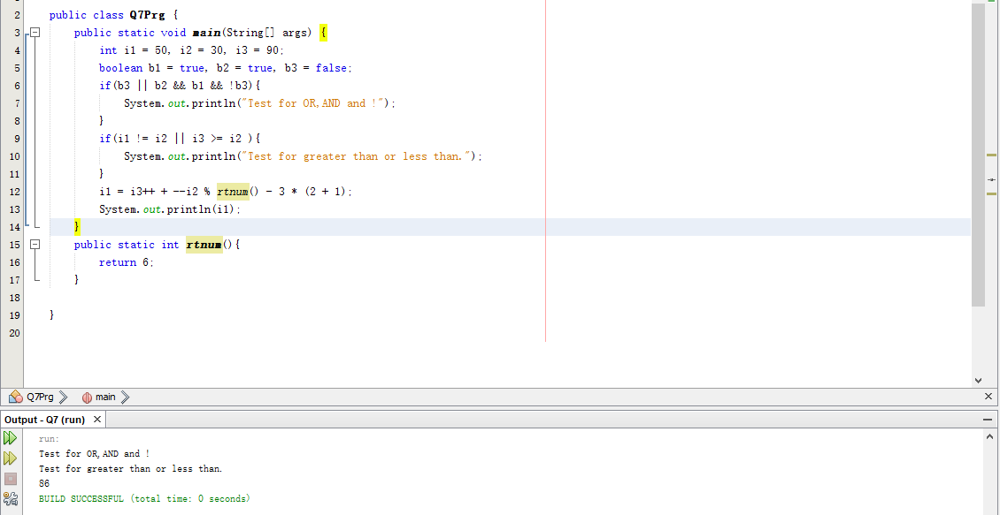 2 public class Q7Prg {
3 public static void main(String[] args) {
4 int i1 = 50, i2 = 30, i3 = 90;
5 boolean b1 = true, b2 = true, b3 = false;
6 if(b3 || b2 && b1 && !b3){
7 System.out.println("Test for OR,AND and !");
8 }
9 if(i1 != i2 || i3 >= i2 ){
10 System.out.println("Test for greater than or less than.");
11 }
12 i1 = i3++ + --i2 % rtnum() - 3 * (2 + 1);
13 System.out.println(i1);
14 }
15 public static int rtnum(){
16 return 6;
17 }
18
19 }
20
Q7Prg main
Output - Q7 (run)
run:
Test for OR,AND and !
Test for greater than or less than.
86
BUILD SUCCESSFUL (total time: 0 seconds)